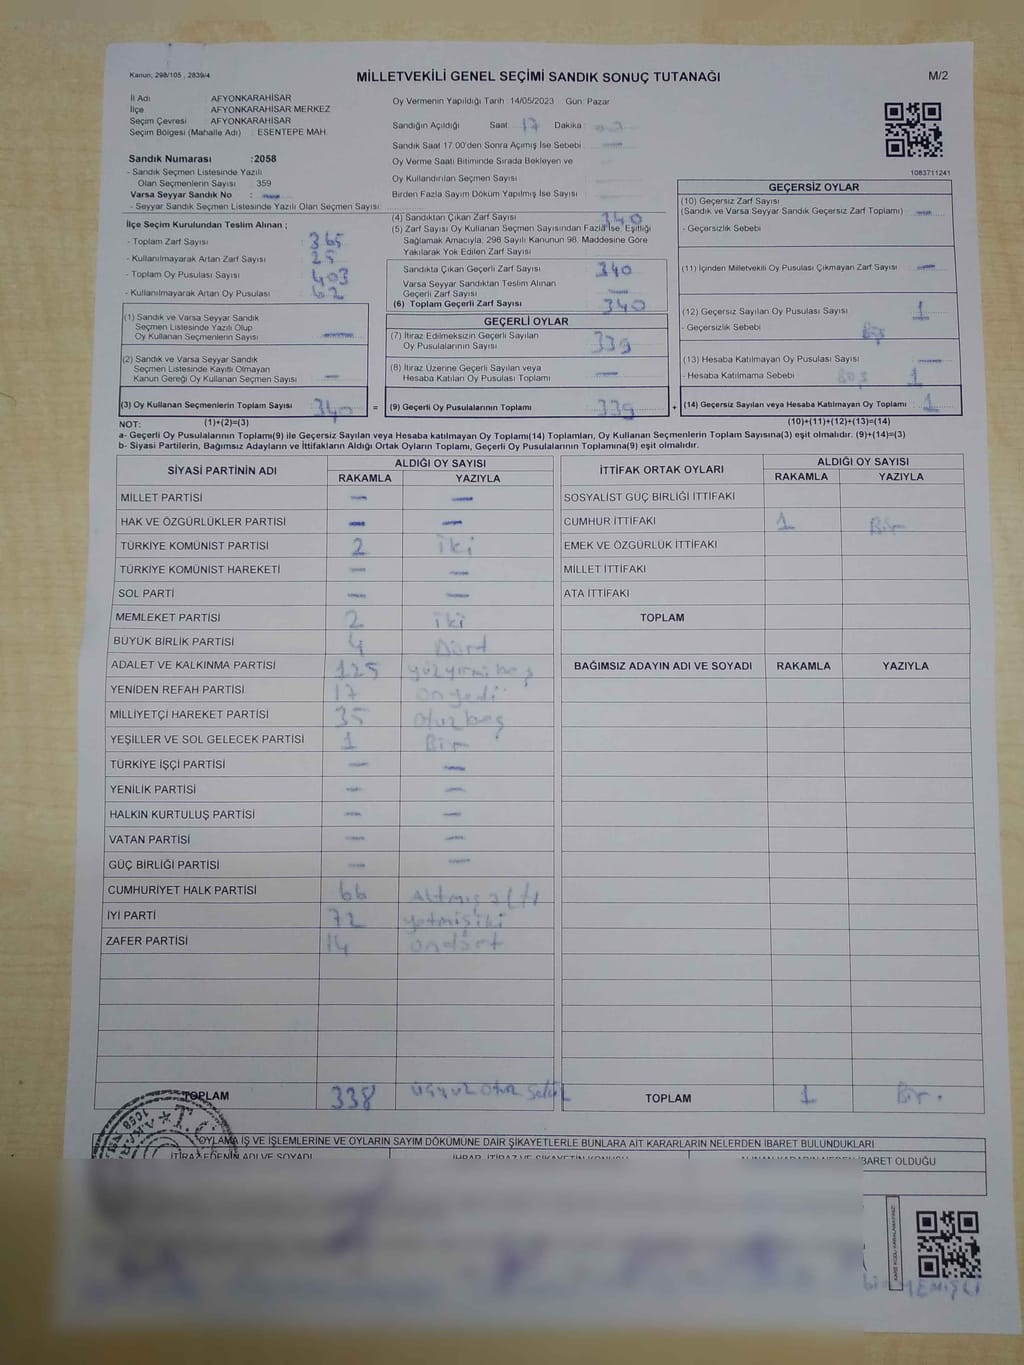 Kanun; 298/105 , 2839/4
MİLLETVEKİLİ GENEL SEÇİMİ SANDIK SONUÇ TUTANAĞI
M/2
İl Adı AFYONKARAHİSAR
İlçe AFYONKARAHİSAR MERKEZ
Seçim Çevresi : AFYONKARAHİSAR
Seçim Bölgesi (Mahalle Adı) : ESENTEPE MAH.
Sandık Numarası :2058
- Sandık Seçmen Listesinde Yazılı
Olan Seçmenlerin Sayısı 359
Varsa Seyyar Sandık No : —
- Seyyar Sandık Seçmen Listesinde Yazılı Olan Seçmen Sayısı:
Oy Vermenin Yapıldığı Tarih :14/05/2023 Gün: Pazar
Sandığın Açıldığı Saat: 17 Dakika:
Sandık Saat 17.00'den Sonra Açımış İse Sebebi : —
Oy Verme Saati Bitiminde Sırada Bekleyen ve
Oy Kullandırılan Seçmen Sayısı
Birden Fazla Sayım Döküm Yapılmış İse Sayısı
1083711241
İlçe Seçim Kurulundan Teslim Alınan ;
- Toplam Zarf Sayısı : 365
- Kullanılmayarak Artan Zarf Sayısı : 25
- Toplam Oy Pusulası Sayısı : 403
- Kullanılmayarak Artan Oy Pusulası : 62
(1) Sandık ve Varsa Seyyar Sandık
Seçmen Listesinde Yazılı Olup
Oy Kullanan Seçmenlerin Sayısı —
(2) Sandık ve Varsa Seyyar Sandık
Seçmen Listesinde Kayıtlı Olmayan
Kanun Gereği Oy Kullanan Seçmen Sayısı —
(3) Oy Kullanan Seçmenlerin Toplam Sayısı 340 =
(1)+(2)=(3)
(4) Sandıktan Çıkan Zarf Sayısı : 340
(5) Zarf Sayısı Oy Kullanan Seçmen Sayısından Fazla İse, Eşitliği
Sağlamak Amacıyla, 298 Sayılı Kanunun 98. Maddesine Göre
Yakılarak Yok Edilen Zarf Sayısı : —
Sandıkta Çıkan Geçerli Zarf Sayısı 340
Varsa Seyyar Sandıktan Teslim Alınan
Geçerli Zarf Sayısı —
(6) Toplam Geçerli Zarf Sayısı 340
GEÇERLİ OYLAR
(7) İtiraz Edilmeksizin Geçerli Sayılan
Oy Pusulalarının Sayısı 339
(8) İtiraz Üzerine Geçerli Sayılan veya
Hesaba Katılan Oy Pusulası Toplamı —
(9) Geçerli Oy Pusulalarının Toplamı 339 +
GEÇERSİZ OYLAR
(10) Geçersiz Zarf Sayısı
(Sandık ve Varsa Seyyar Sandık Geçersiz Zarf Toplamı) : —
- Geçersizlik Sebebi
(11) İçinden Milletvekili Oy Pusulası Çıkmayan Zarf Sayısı : —
(12) Geçersiz Sayılan Oy Pusulası Sayısı : 1
- Geçersizlik Sebebi Boş
(13) Hesaba Katılmayan Oy Pusulası Sayısı : —
- Hesaba Katılmama Sebebi : Boş 1
(14) Geçersiz Sayılan veya Hesaba Katılmayan Oy Toplamı : 1
(10)+(11)+(12)+(13)=(14)
NOT:
a- Geçerli Oy Pusulalarının Toplamı(9) ile Geçersiz Sayılan veya Hesaba katılmayan Oy Toplamı(14) Toplamları, Oy Kullanan Seçmenlerin Toplam Sayısına(3) eşit olmalıdır. (9)+(14)=(3)
b- Siyasi Partilerin, Bağımsız Adayların ve İttifakların Aldığı Ortak Oyların Toplamı, Geçerli Oy Pusulalarının Toplamına(9) eşit olmalıdır.
SİYASİ PARTİNİN ADI ALDIĞI OY SAYISI
RAKAMLA YAZIYLA
MİLLET PARTİSİ — —
HAK VE ÖZGÜRLÜKLER PARTİSİ — —
TÜRKİYE KOMÜNİST PARTİSİ 2 iki
TÜRKİYE KOMÜNİST HAREKETİ — —
SOL PARTİ — —
MEMLEKET PARTİSİ 2 iki
BÜYÜK BİRLİK PARTİSİ 4 Dört
ADALET VE KALKINMA PARTİSİ 125 yüzyirmi beş
YENİDEN REFAH PARTİSİ 17 onyedi
MİLLİYETÇİ HAREKET PARTİSİ 35 otuzbeş
YEŞİLLER VE SOL GELECEK PARTİSİ 1 Bir
TÜRKİYE İŞÇİ PARTİSİ — —
YENİLİK PARTİSİ — —
HALKIN KURTULUŞ PARTİSİ — —
VATAN PARTİSİ — —
GÜÇ BİRLİĞİ PARTİSİ — —
CUMHURİYET HALK PARTİSİ 66 Altmış altı
İYİ PARTİ 72 yetmişiki
ZAFER PARTİSİ 14 ondört
TOPLAM 338 üçyüz otuz sekiz
İTTİFAK ORTAK OYLARI ALDIĞI OY SAYISI
RAKAMLA YAZIYLA
SOSYALİST GÜÇ BİRLİĞİ İTTİFAKI
CUMHUR İTTİFAKI 1 Bir
EMEK VE ÖZGÜRLÜK İTTİFAKI
MİLLET İTTİFAKI
ATA İTTİFAKI
TOPLAM
BAĞIMSIZ ADAYIN ADI VE SOYADI RAKAMLA YAZIYLA
TOPLAM 1 Bir.
OYLAMA İŞ VE İŞLEMLERİNE VE OYLARIN SAYIM DÖKÜMÜNE DAİR ŞİKAYETLERLE BUNLARA AİT KARARLARIN NELERDEN İBARET BULUNDUKLARI
İTİRAZ EDENİN ADI VE SOYADI İHBAR, İTİRAZ VE ŞİKAYETİN KONUSU ALINAN KARARIN NEDEN İBARET OLDUĞU